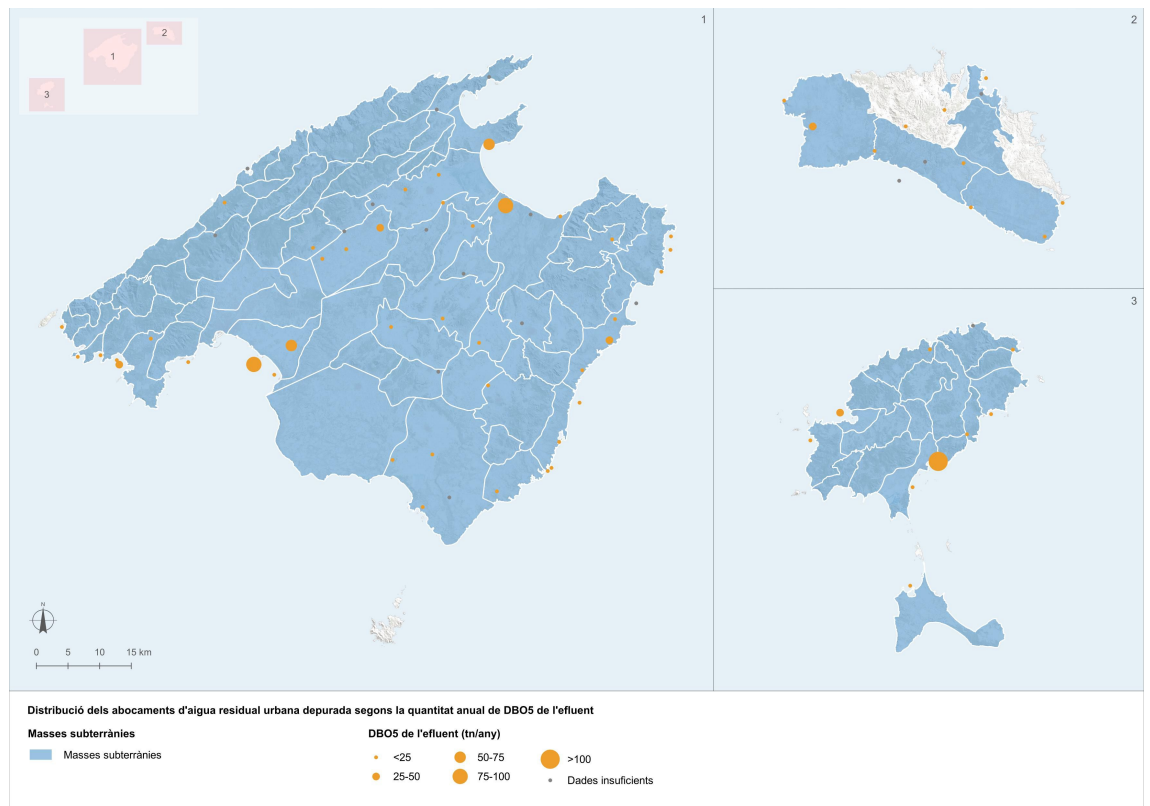 1
2
1
3
2
3
N
0 5 10 15 km
Distribució dels abocaments d'aigua residual urbana depurada segons la quantitat anual de DBO5 de l'efluent
Masses subterrànies
Masses subterrànies
DBO5 de l'efluent (tn/any)
<25
50-75
>100
25-50
75-100
Dades insuficients